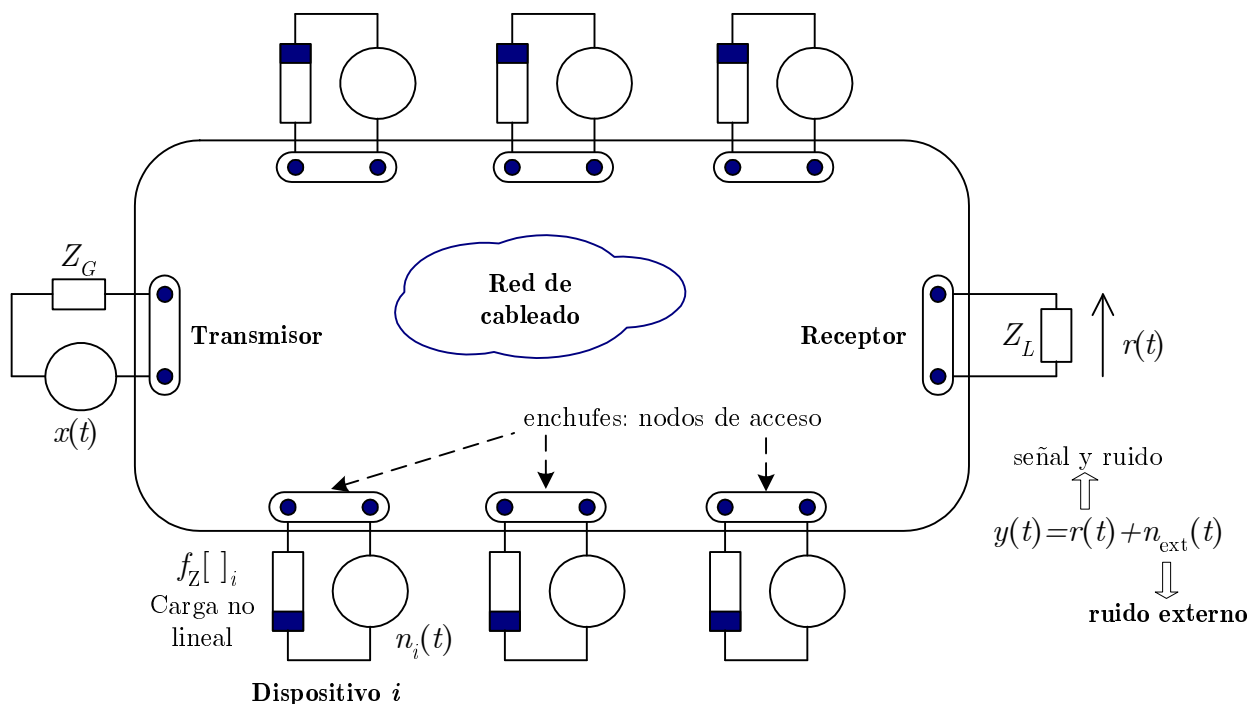 Z_G
Red de
cableado
Transmisor
Receptor
Z_L
r(t)
x(t)
enchufes: nodos de acceso
señal y ruido
y(t)=r(t)+n_ext(t)
f_Z[ ]_i
Carga no
lineal
n_i(t)
ruido externo
Dispositivo i